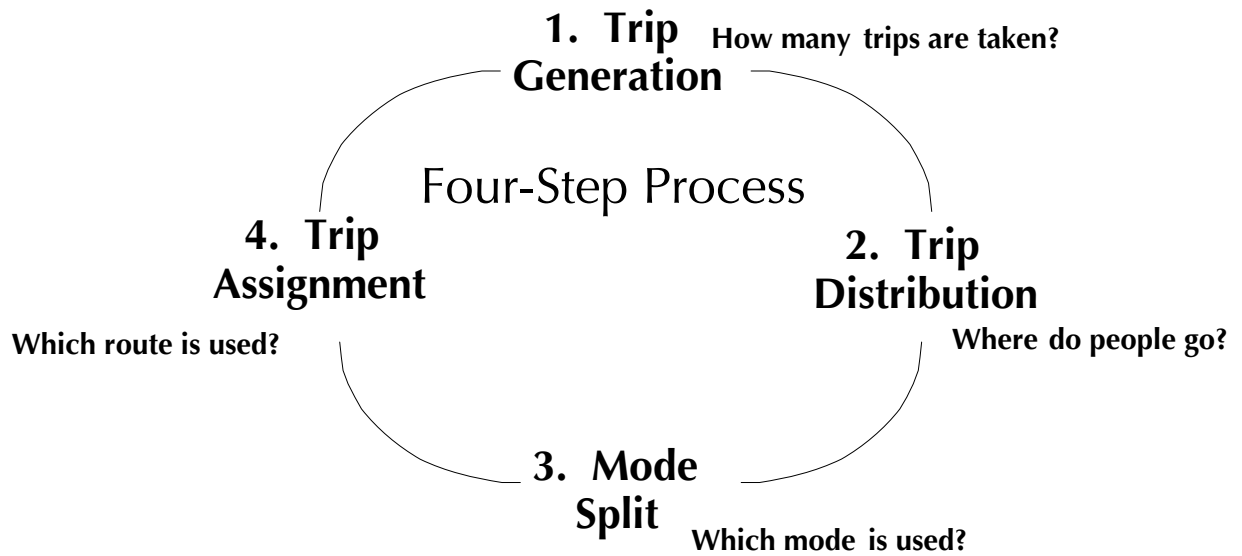 1. Trip
Generation
How many trips are taken?
Four-Step Process
2. Trip
Distribution
Where do people go?
3. Mode
Split
Which mode is used?
4. Trip
Assignment
Which route is used?